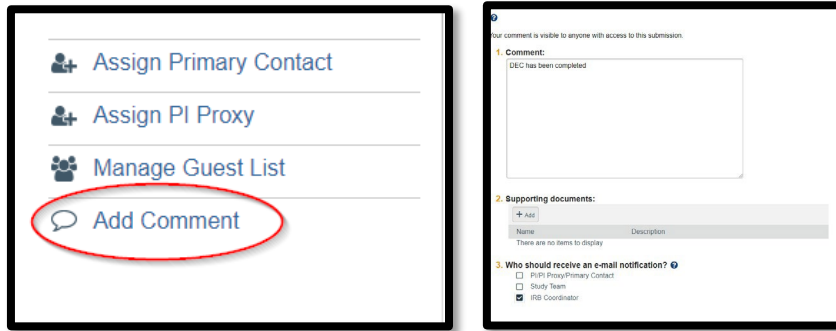 Assign Primary Contact
Assign PI Proxy
Manage Guest List
Add Comment
Your comment is visible to anyone with access to this submission.
1. Comment:
DEC has been completed
2. Supporting documents:
+ Add
Name Description
There are no items to display
3. Who should receive an e-mail notification? ?
PI/PI Proxy/Primary Contact
Study Team
IRB Coordinator